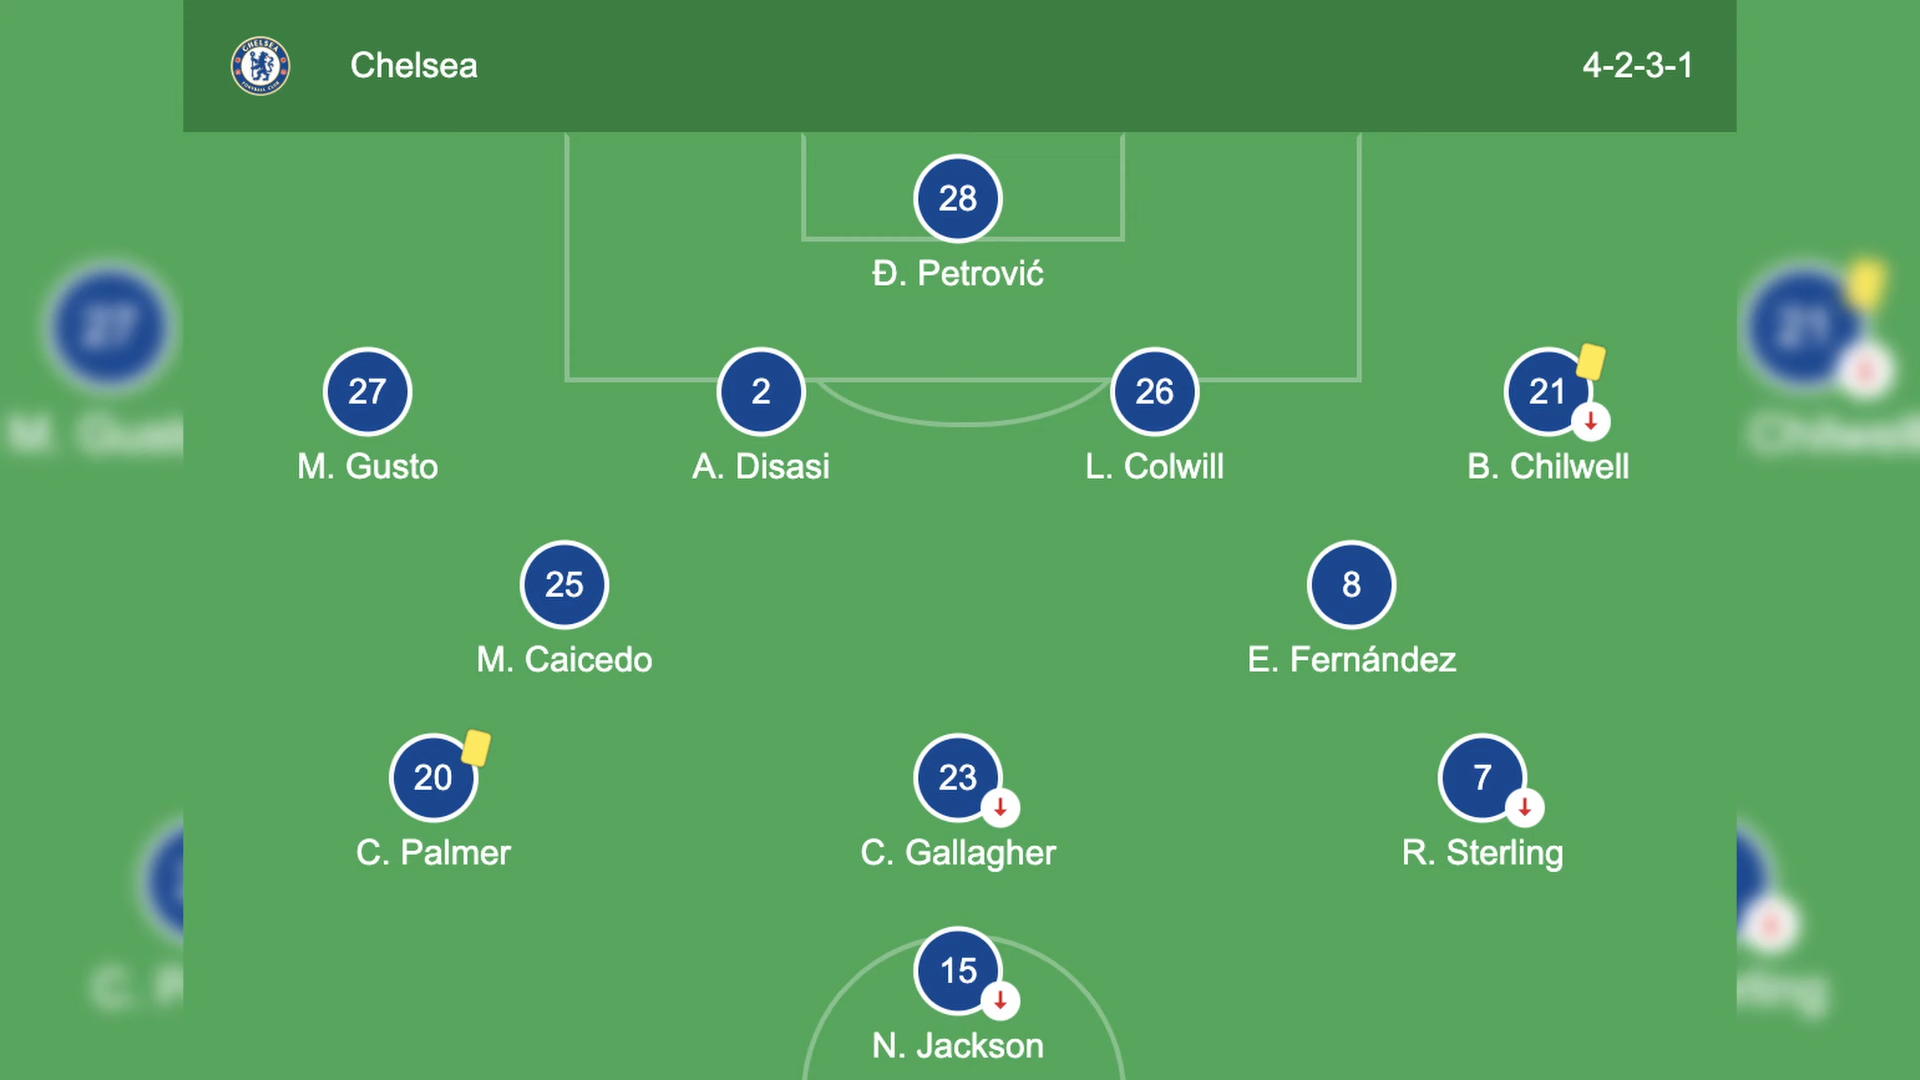 Chelsea
4-2-3-1
28
Đ. Petrović
27
2
26
21
M. Gusto
A. Disasi
L. Colwill
B. Chilwell
25
8
M. Caicedo
E. Fernández
20
23
7
C. Palmer
C. Gallagher
R. Sterling
15
N. Jackson